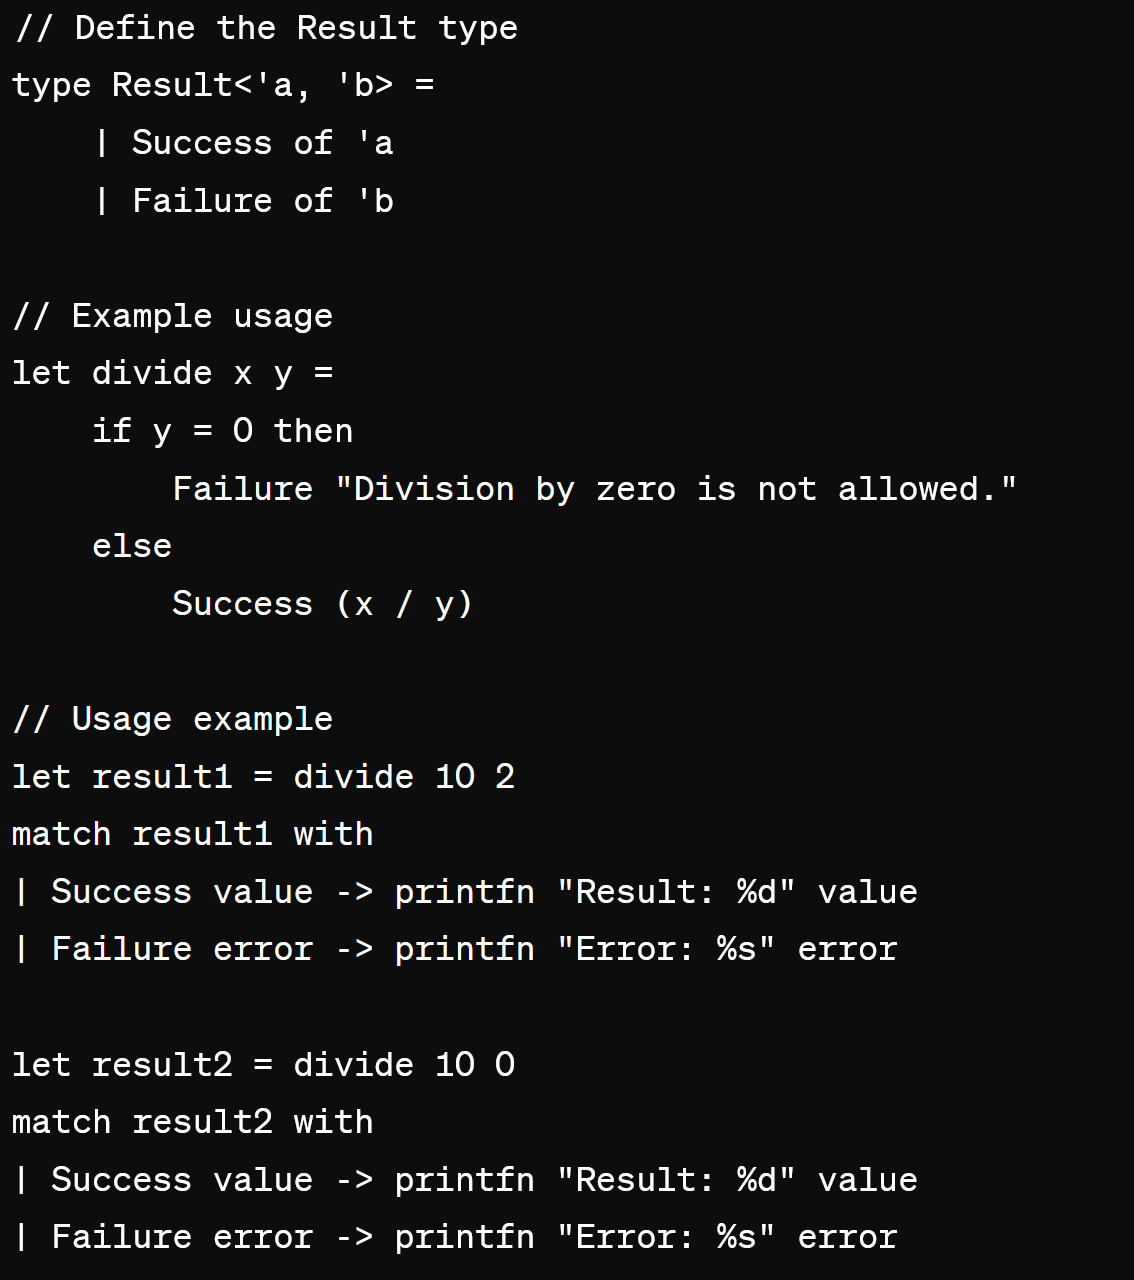 // Define the Result type
type Result<'a, 'b> =
    | Success of 'a
    | Failure of 'b

// Example usage
let divide x y =
    if y = 0 then
        Failure "Division by zero is not allowed."
    else
        Success (x / y)

// Usage example
let result1 = divide 10 2
match result1 with
| Success value -> printfn "Result: %d" value
| Failure error -> printfn "Error: %s" error

let result2 = divide 10 0
match result2 with
| Success value -> printfn "Result: %d" value
| Failure error -> printfn "Error: %s" error